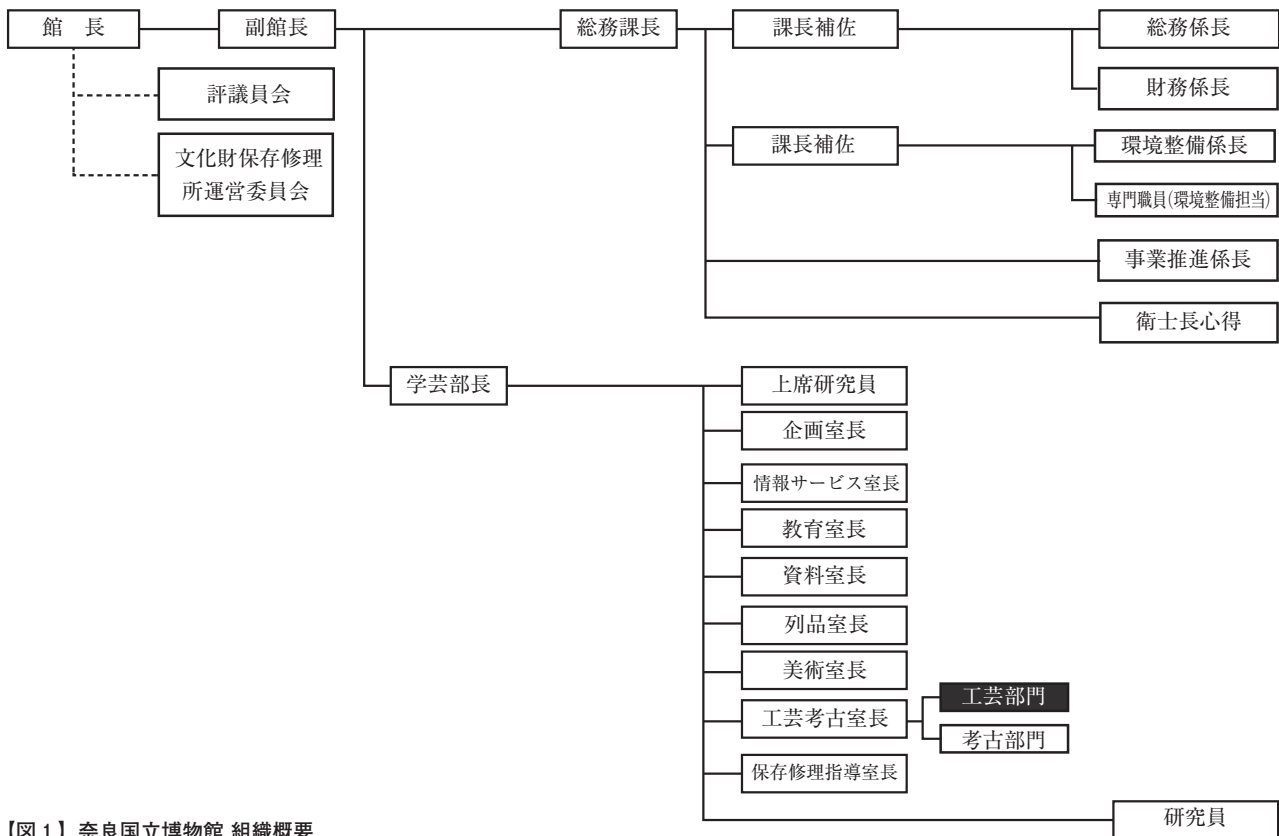 館　長
副館長
総務課長
課長補佐
総務係長
財務係長
評議員会
文化財保存修理
所運営委員会
課長補佐
環境整備係長
専門職員(環境整備担当)
事業推進係長
衛士長心得
学芸部長
上席研究員
企画室長
情報サービス室長
教育室長
資料室長
列品室長
美術室長
工芸考古室長
工芸部門
考古部門
保存修理指導室長
研究員
【図1】奈良国立博物館 組織概要